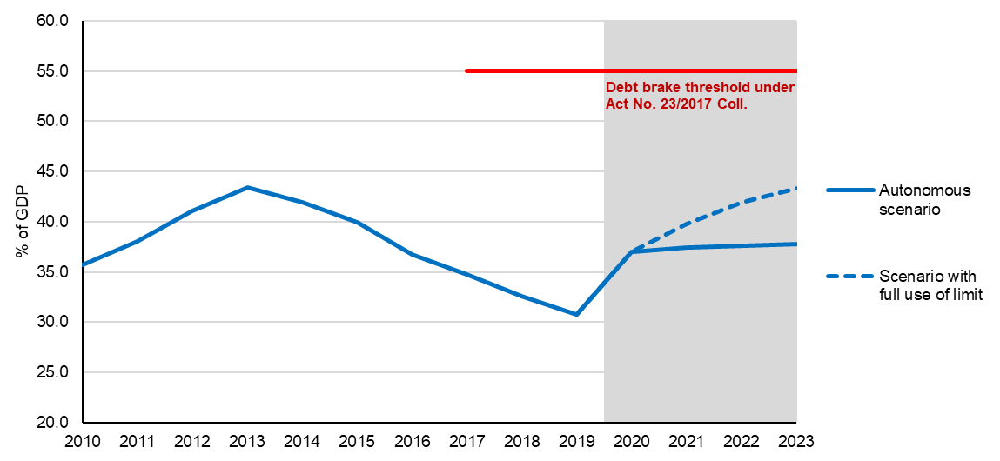 60.0
55.0
50.0
45.0
40.0
35.0
30.0
25.0
20.0
% of GDP
Debt brake threshold under
Act No. 23/2017 Coll.
2010 2011 2012 2013 2014 2015 2016 2017 2018 2019 2020 2021 2022 2023
Autonomous
scenario
Scenario with
full use of limit